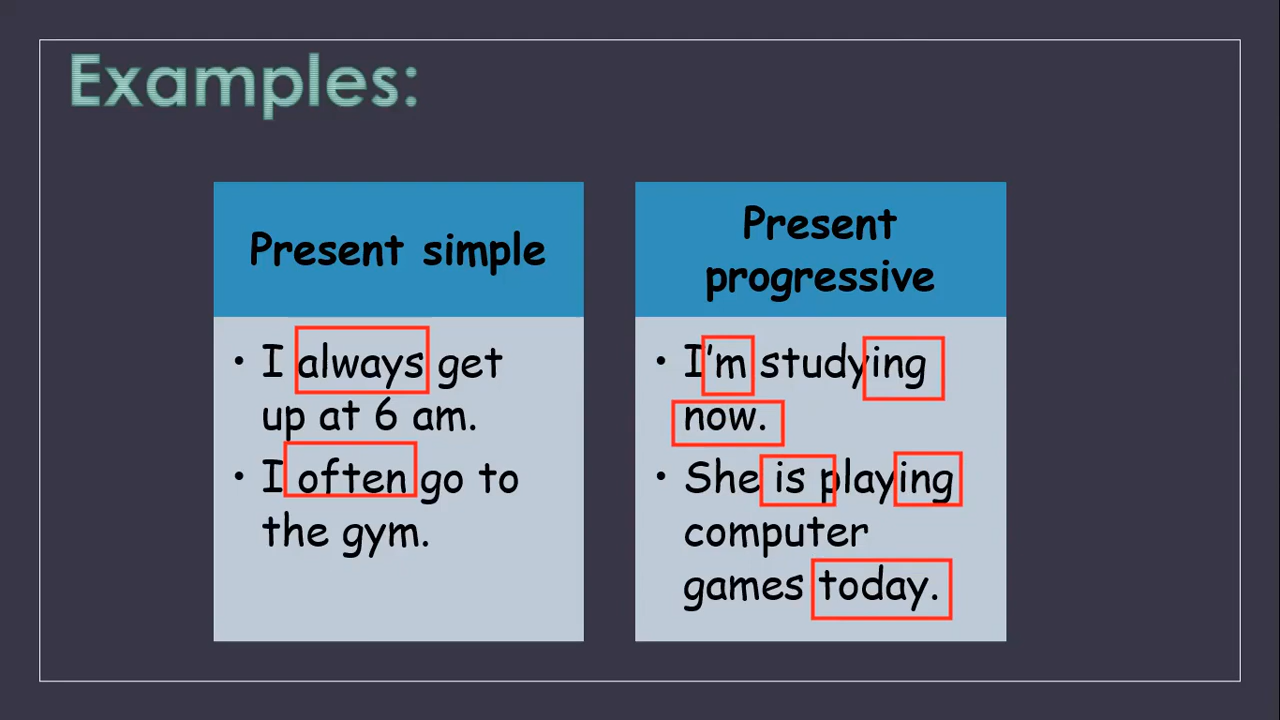 Examples:
Present simple
• I always get
up at 6 am.
• I often go to
the gym.
Present
progressive
• I’m studying
now.
• She is playing
computer
games today.